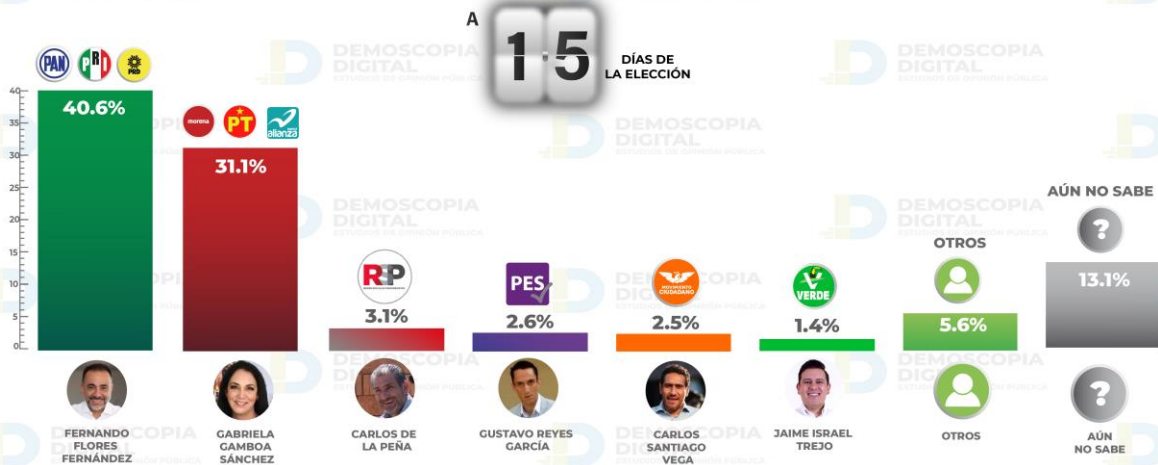 A
15
DÍAS DE
LA ELECCIÓN
DEMOSCOPIA
DIGITAL
ESTUDIOS DE OPINIÓN PÚBLICA
PAN
PRI
PRD
morena
PT
alianza
40
35
30
25
20
15
10
5
0
40.6%
31.1%
RSP
3.1%
PES
2.6%
MOVIMIENTO
CIUDADANO
2.5%
VERDE
1.4%
OTROS
5.6%
AÚN NO SABE
?
13.1%
FERNANDO
FLORES
FERNÁNDEZ
GABRIELA
GAMBOA
SÁNCHEZ
CARLOS DE
LA PEÑA
GUSTAVO REYES
GARCÍA
CARLOS
SANTIAGO
VEGA
JAIME ISRAEL
TREJO
OTROS
?
AÚN
NO SABE